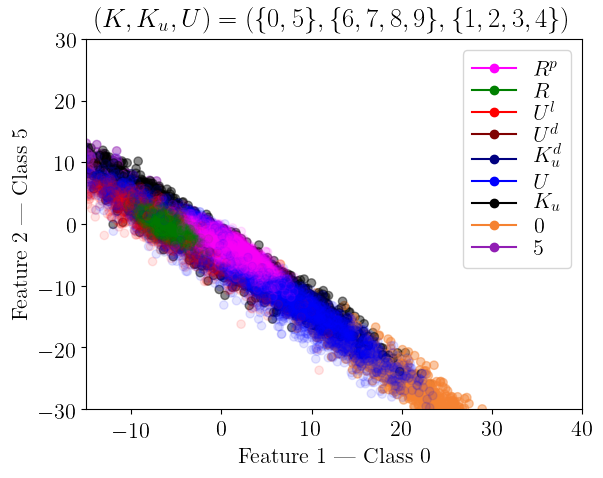 (K, K_u, U) = ({0, 5}, {6, 7, 8, 9}, {1, 2, 3, 4})
30
20
10
0
−10
−20
−30
−10
0
10
20
30
40
Feature 2 — Class 5
Feature 1 — Class 0
R^p
R
U^l
U^d
K_u^d
U
K_u
0
5